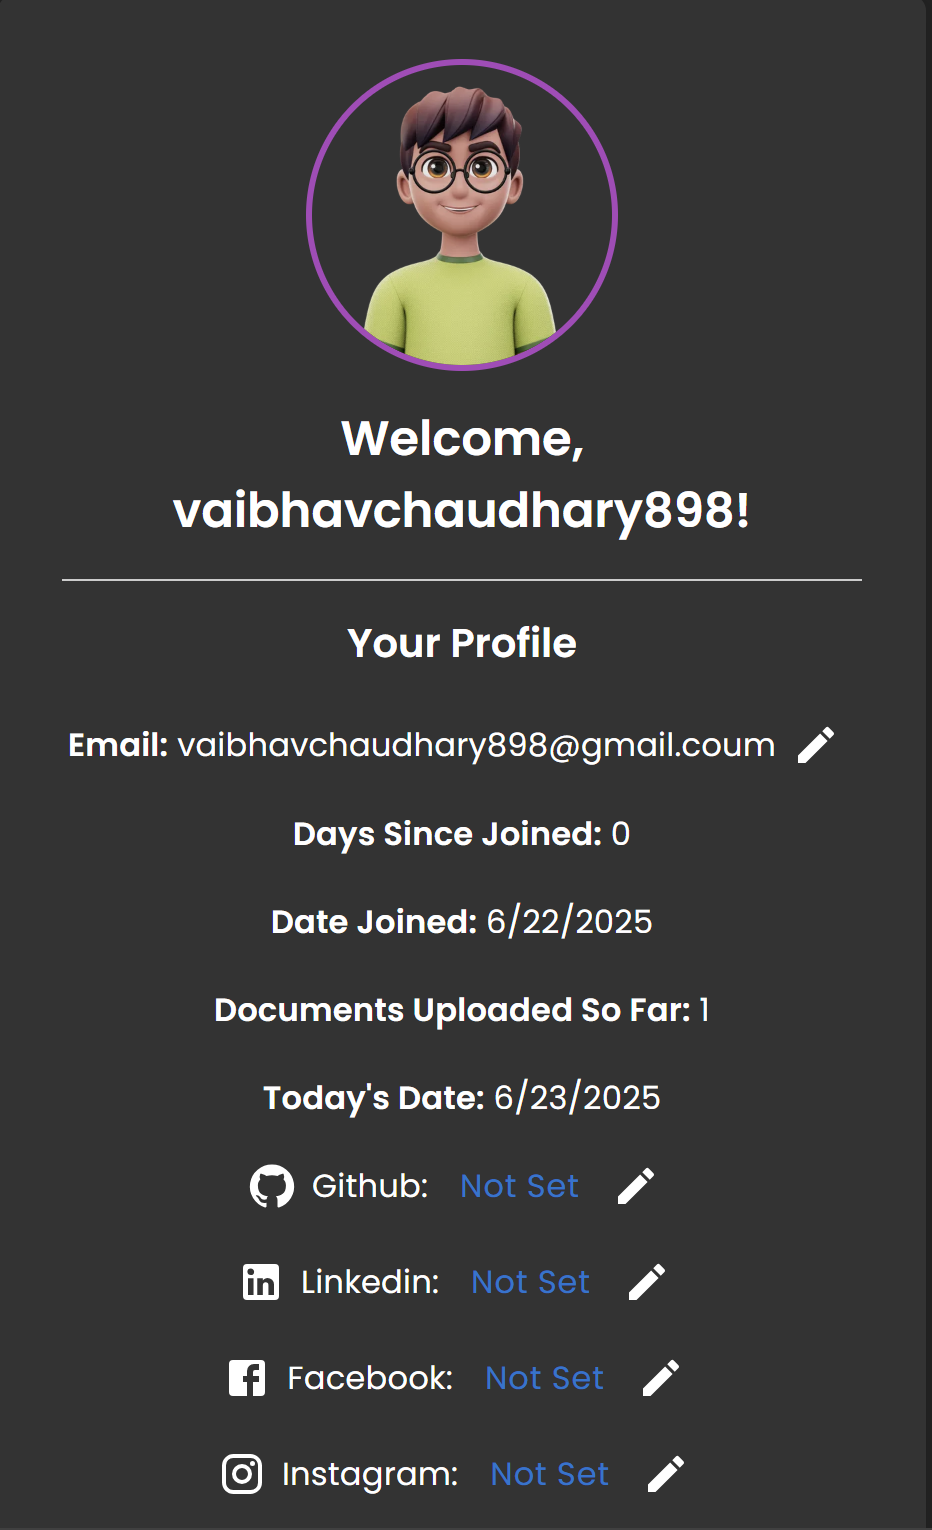 Welcome,
vaibhavchaudhary898!
Your Profile
Email: vaibhavchaudhary898@gmail.coum
Days Since Joined: 0
Date Joined: 6/22/2025
Documents Uploaded So Far: 1
Today's Date: 6/23/2025
Github: Not Set
Linkedin: Not Set
Facebook: Not Set
Instagram: Not Set